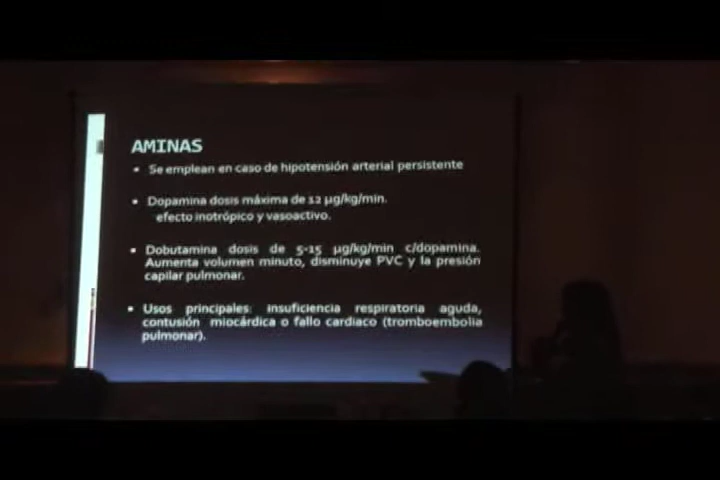 AMINAS
• Se emplean en caso de hipotensión arterial persistente
• Dopamina dosis máxima de 12 µg/kg/min.
efecto inotrópico y vasoactivo.
• Dobutamina dosis de 5-15 µg/kg/min c/dopamina.
Aumenta volumen minuto, disminuye PVC y la presión
capilar pulmonar.
• Usos principales: insuficiencia respiratoria aguda,
contusión miocárdica o fallo cardiaco (tromboembolia
pulmonar).